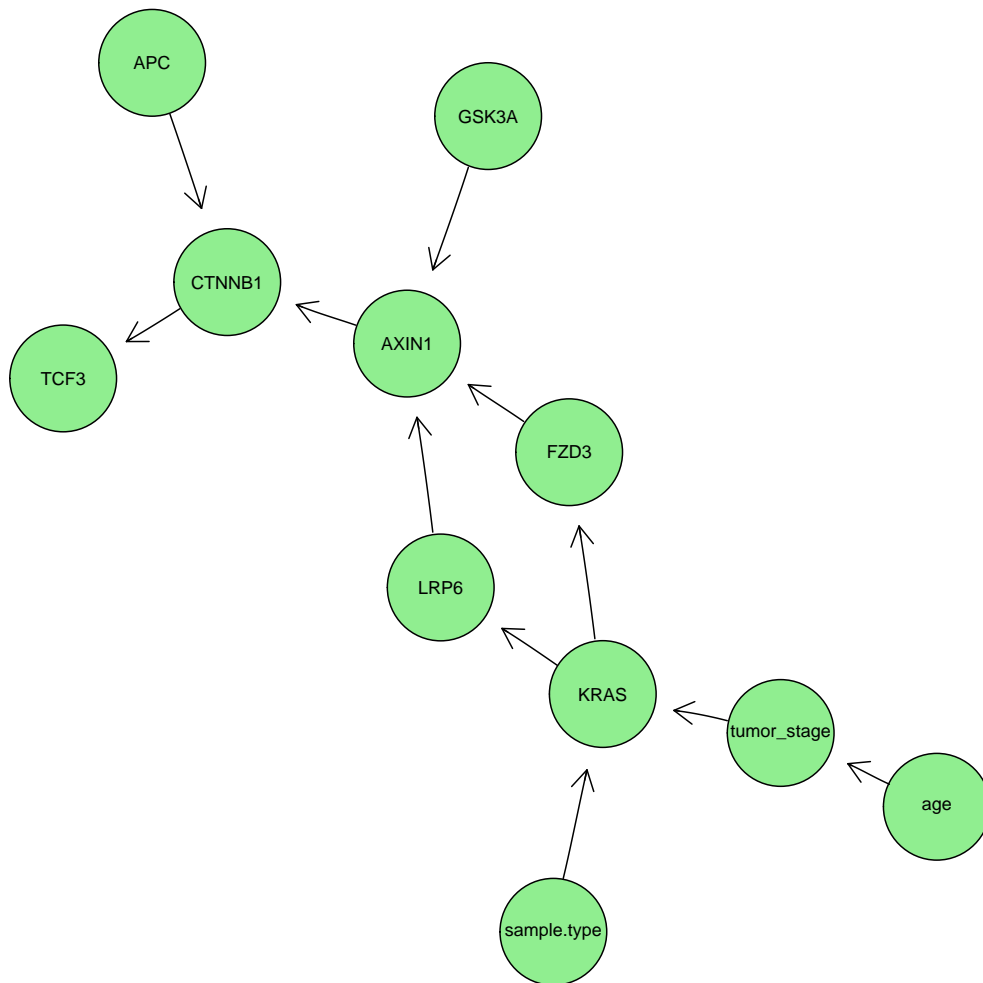 APC
GSK3A
CTNNB1
AXIN1
TCF3
FZD3
LRP6
KRAS
tumor_stage
age
sample.type